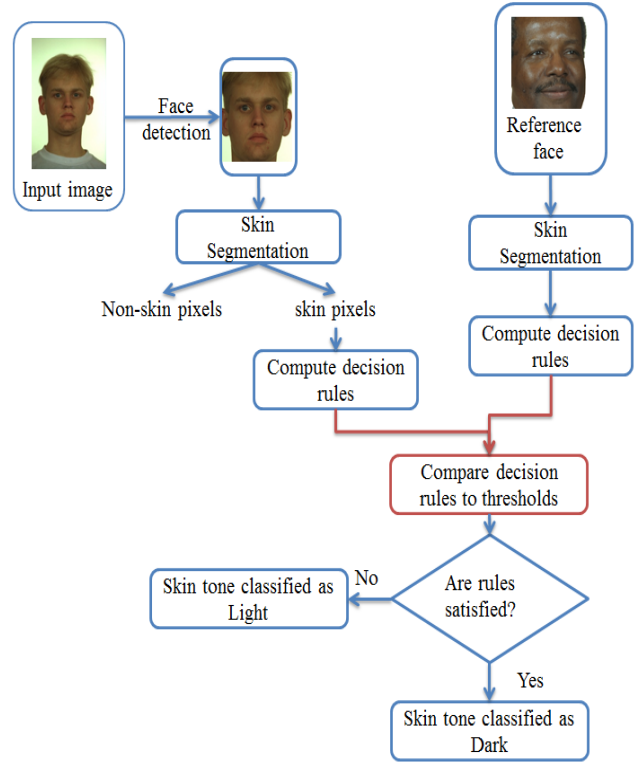 Input image
Face
detection
Reference
face
Skin
Segmentation
Non-skin pixels
skin pixels
Compute decision
rules
Skin
Segmentation
Compute decision
rules
Compare decision
rules to thresholds
Are rules
satisfied?
No
Skin tone classified as
Light
Yes
Skin tone classified as
Dark